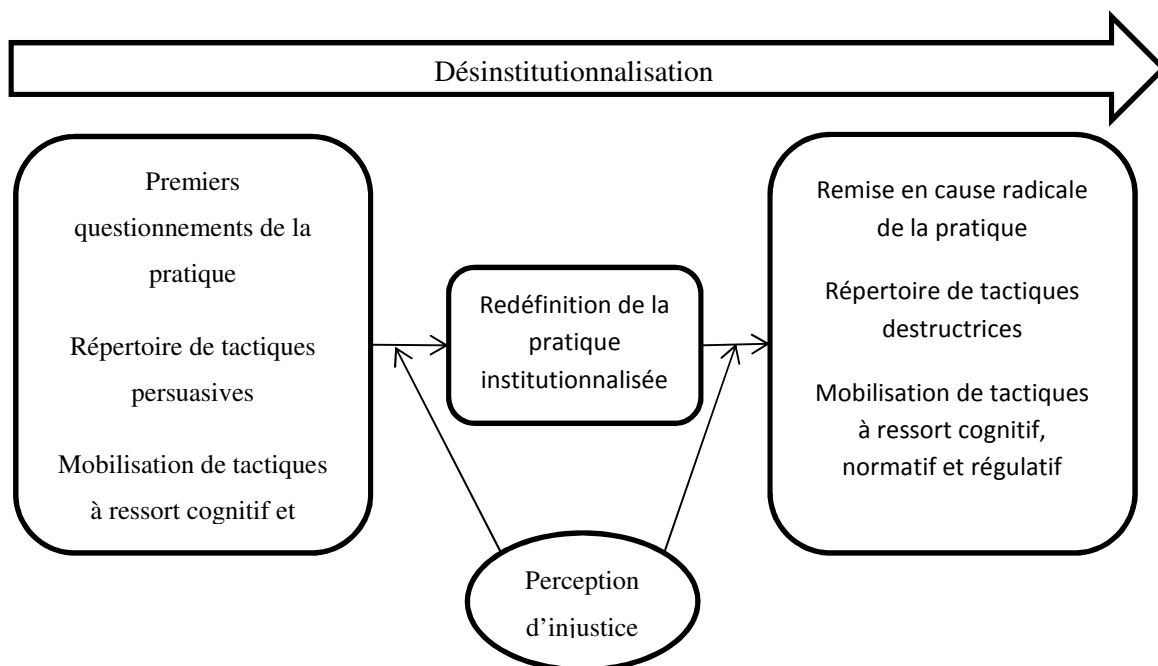 Désinstitutionnalisation
Premiers
questionnements de la
pratique
Répertoire de tactiques
persuasives
Mobilisation de tactiques
à ressort cognitif et
Redéfinition de la
pratique
institutionnalisée
Remise en cause radicale
de la pratique
Répertoire de tactiques
destructrices
Mobilisation de tactiques
à ressort cognitif,
normatif et régulatif
Perception
d’injustice